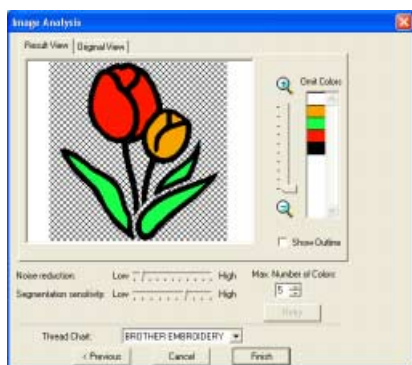 Image Analysis
Result View Original View
Omit Colors
Show Outline
Noise reduction: Low High
Max. Number of Colors:
Segmentation sensitivity: Low High
5
Retry
Thread Chart: BROTHER EMBROIDERY
< Previous Cancel Finish